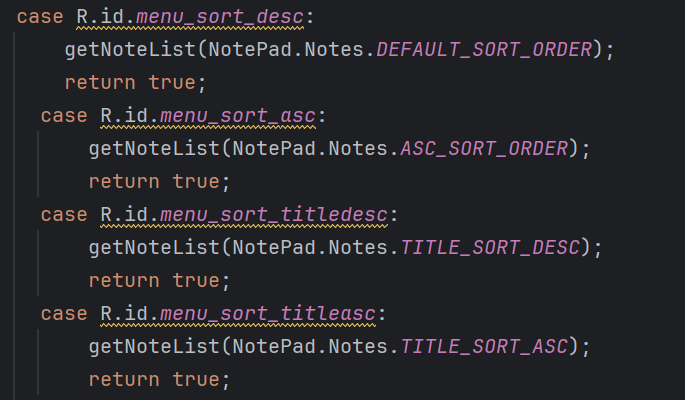 case R.id.menu_sort_desc:
getNoteList(NotePad.Notes.DEFAULT_SORT_ORDER);
return true;
case R.id.menu_sort_asc:
getNoteList(NotePad.Notes.ASC_SORT_ORDER);
return true;
case R.id.menu_sort_titledesc:
getNoteList(NotePad.Notes.TITLE_SORT_DESC);
return true;
case R.id.menu_sort_titleasc:
getNoteList(NotePad.Notes.TITLE_SORT_ASC);
return true;